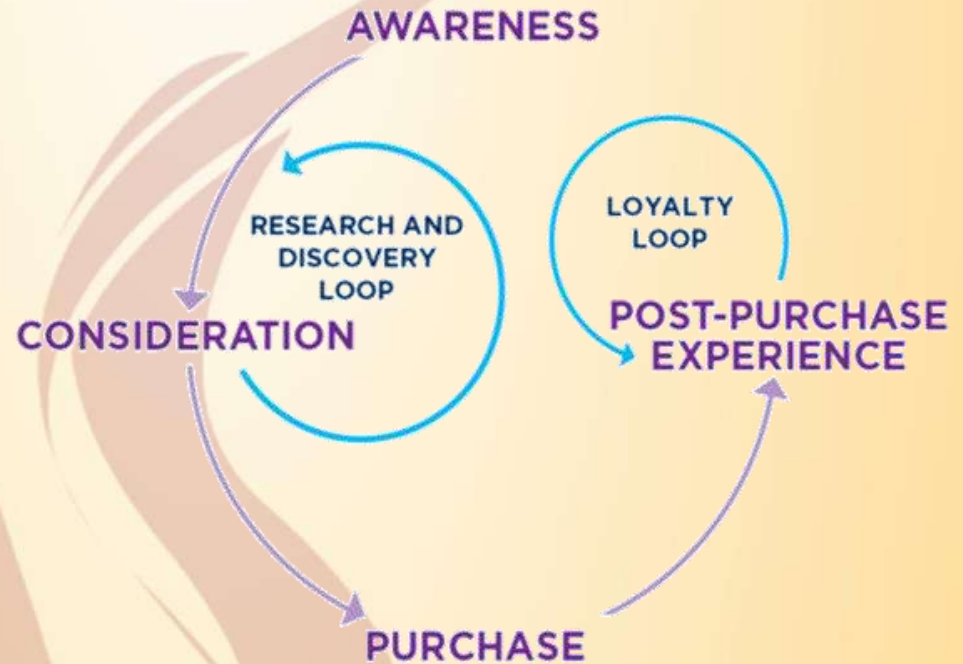 AWARENESS
RESEARCH AND
DISCOVERY
LOOP
LOYALTY
LOOP
CONSIDERATION
POST-PURCHASE
EXPERIENCE
PURCHASE